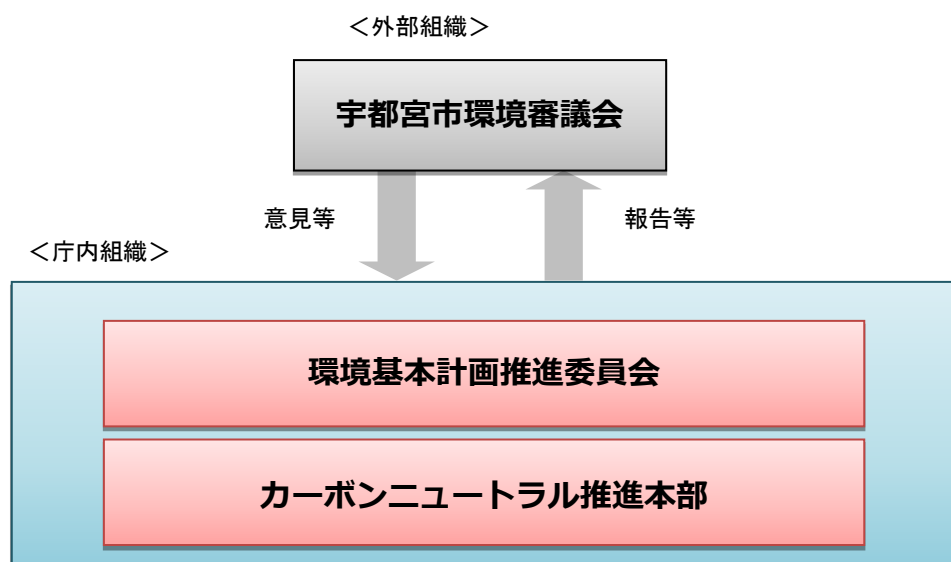 ＜外部組織＞
宇都宮市環境審議会
意見等
報告等
＜庁内組織＞
環境基本計画推進委員会
カーボンニュートラル推進本部